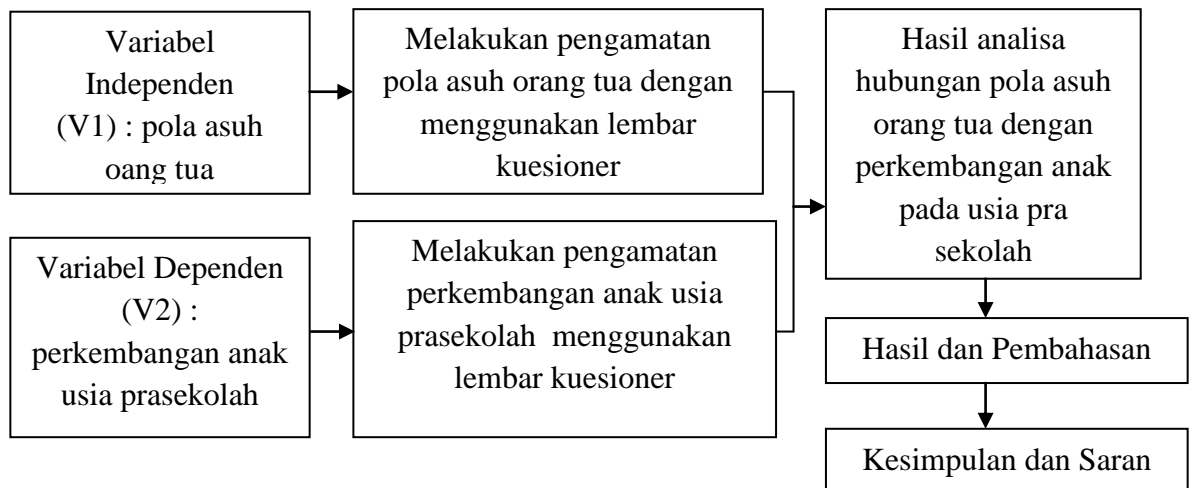 Variabel
Independen
(V1) : pola asuh
oang tua
Melakukan pengamatan
pola asuh orang tua dengan
menggunakan lembar
kuesioner
Hasil analisa
hubungan pola asuh
orang tua dengan
perkembangan anak
pada usia pra
sekolah
Variabel Dependen
(V2) :
perkembangan anak
usia prasekolah
Melakukan pengamatan
perkembangan anak usia
prasekolah menggunakan
lembar kuesioner
Hasil dan Pembahasan
Kesimpulan dan Saran